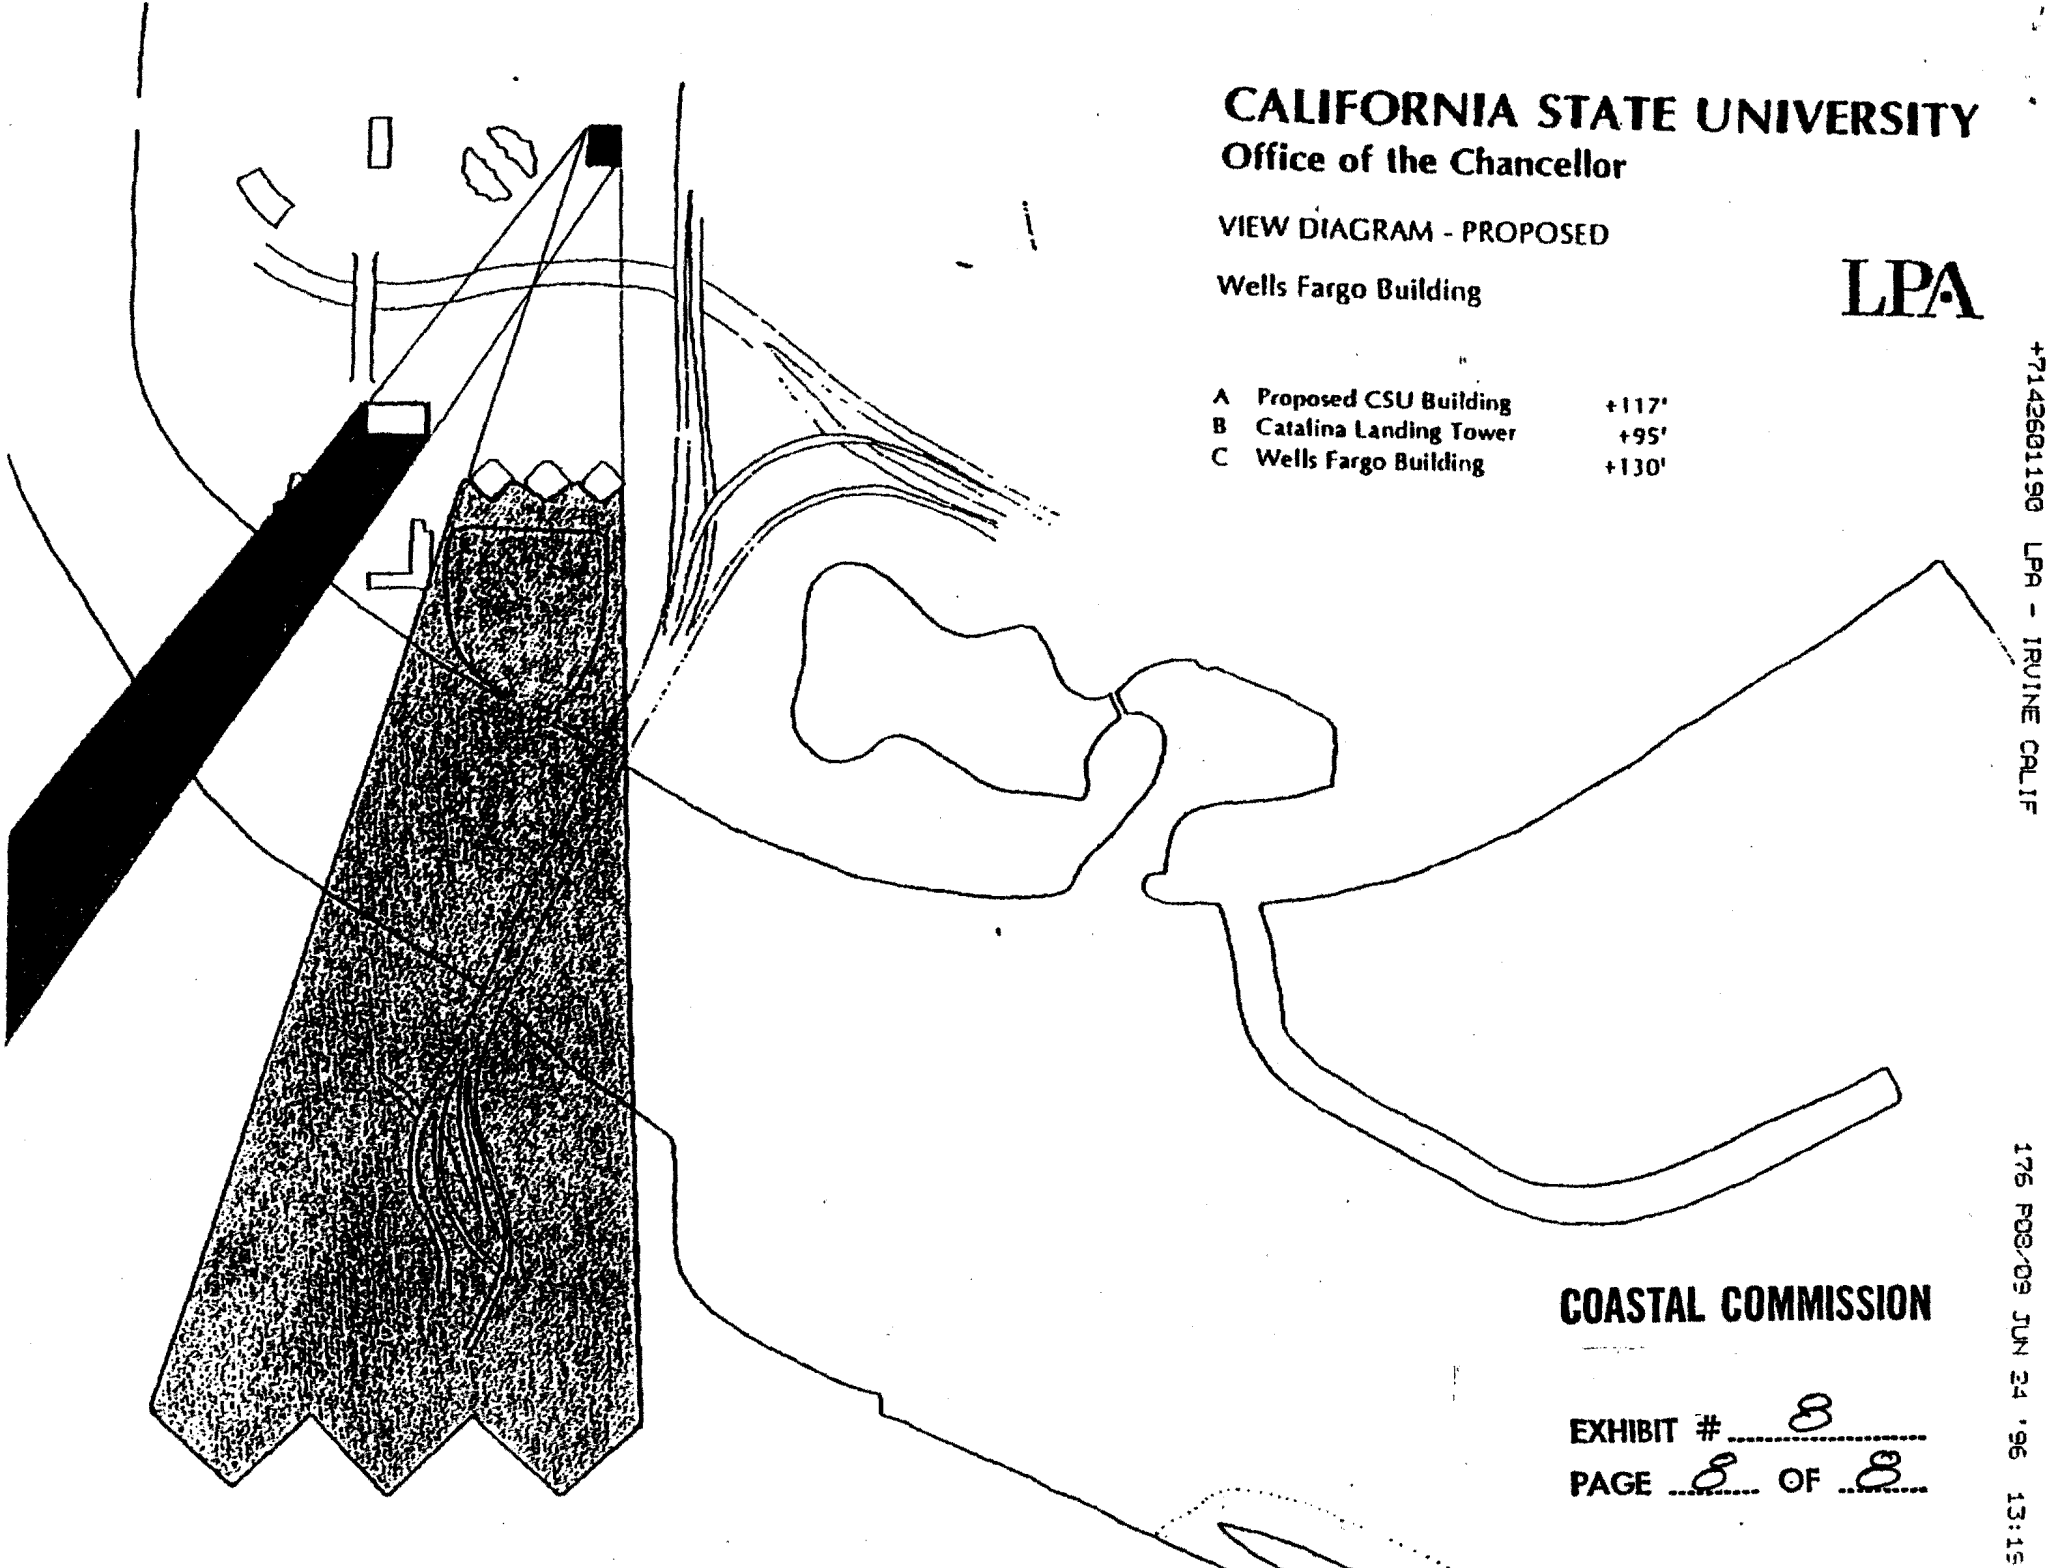 CALIFORNIA STATE UNIVERSITY
Office of the Chancellor
VIEW DIAGRAM - PROPOSED
Wells Fargo Building
LPA
A Proposed CSU Building +117'
B Catalina Landing Tower +95'
C Wells Fargo Building +130'
COASTAL COMMISSION
EXHIBIT # 8
PAGE 8 OF 8
+7142601190 LPA - IRVINE CALIF
176 P08/09 JUN 24 '96 13:19